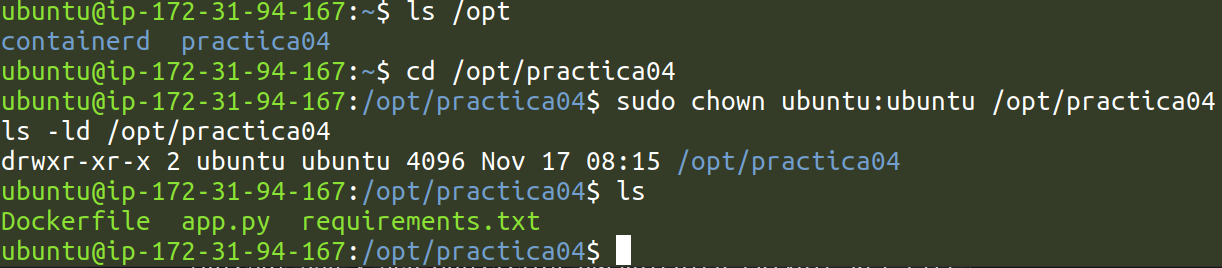 ubuntu@ip-172-31-94-167:~$ ls /opt
containerd  practica04
ubuntu@ip-172-31-94-167:~$ cd /opt/practica04
ubuntu@ip-172-31-94-167:/opt/practica04$ sudo chown ubuntu:ubuntu /opt/practica04
ls -ld /opt/practica04
drwxr-xr-x 2 ubuntu ubuntu 4096 Nov 17 08:15 /opt/practica04
ubuntu@ip-172-31-94-167:/opt/practica04$ ls
Dockerfile  app.py  requirements.txt
ubuntu@ip-172-31-94-167:/opt/practica04$